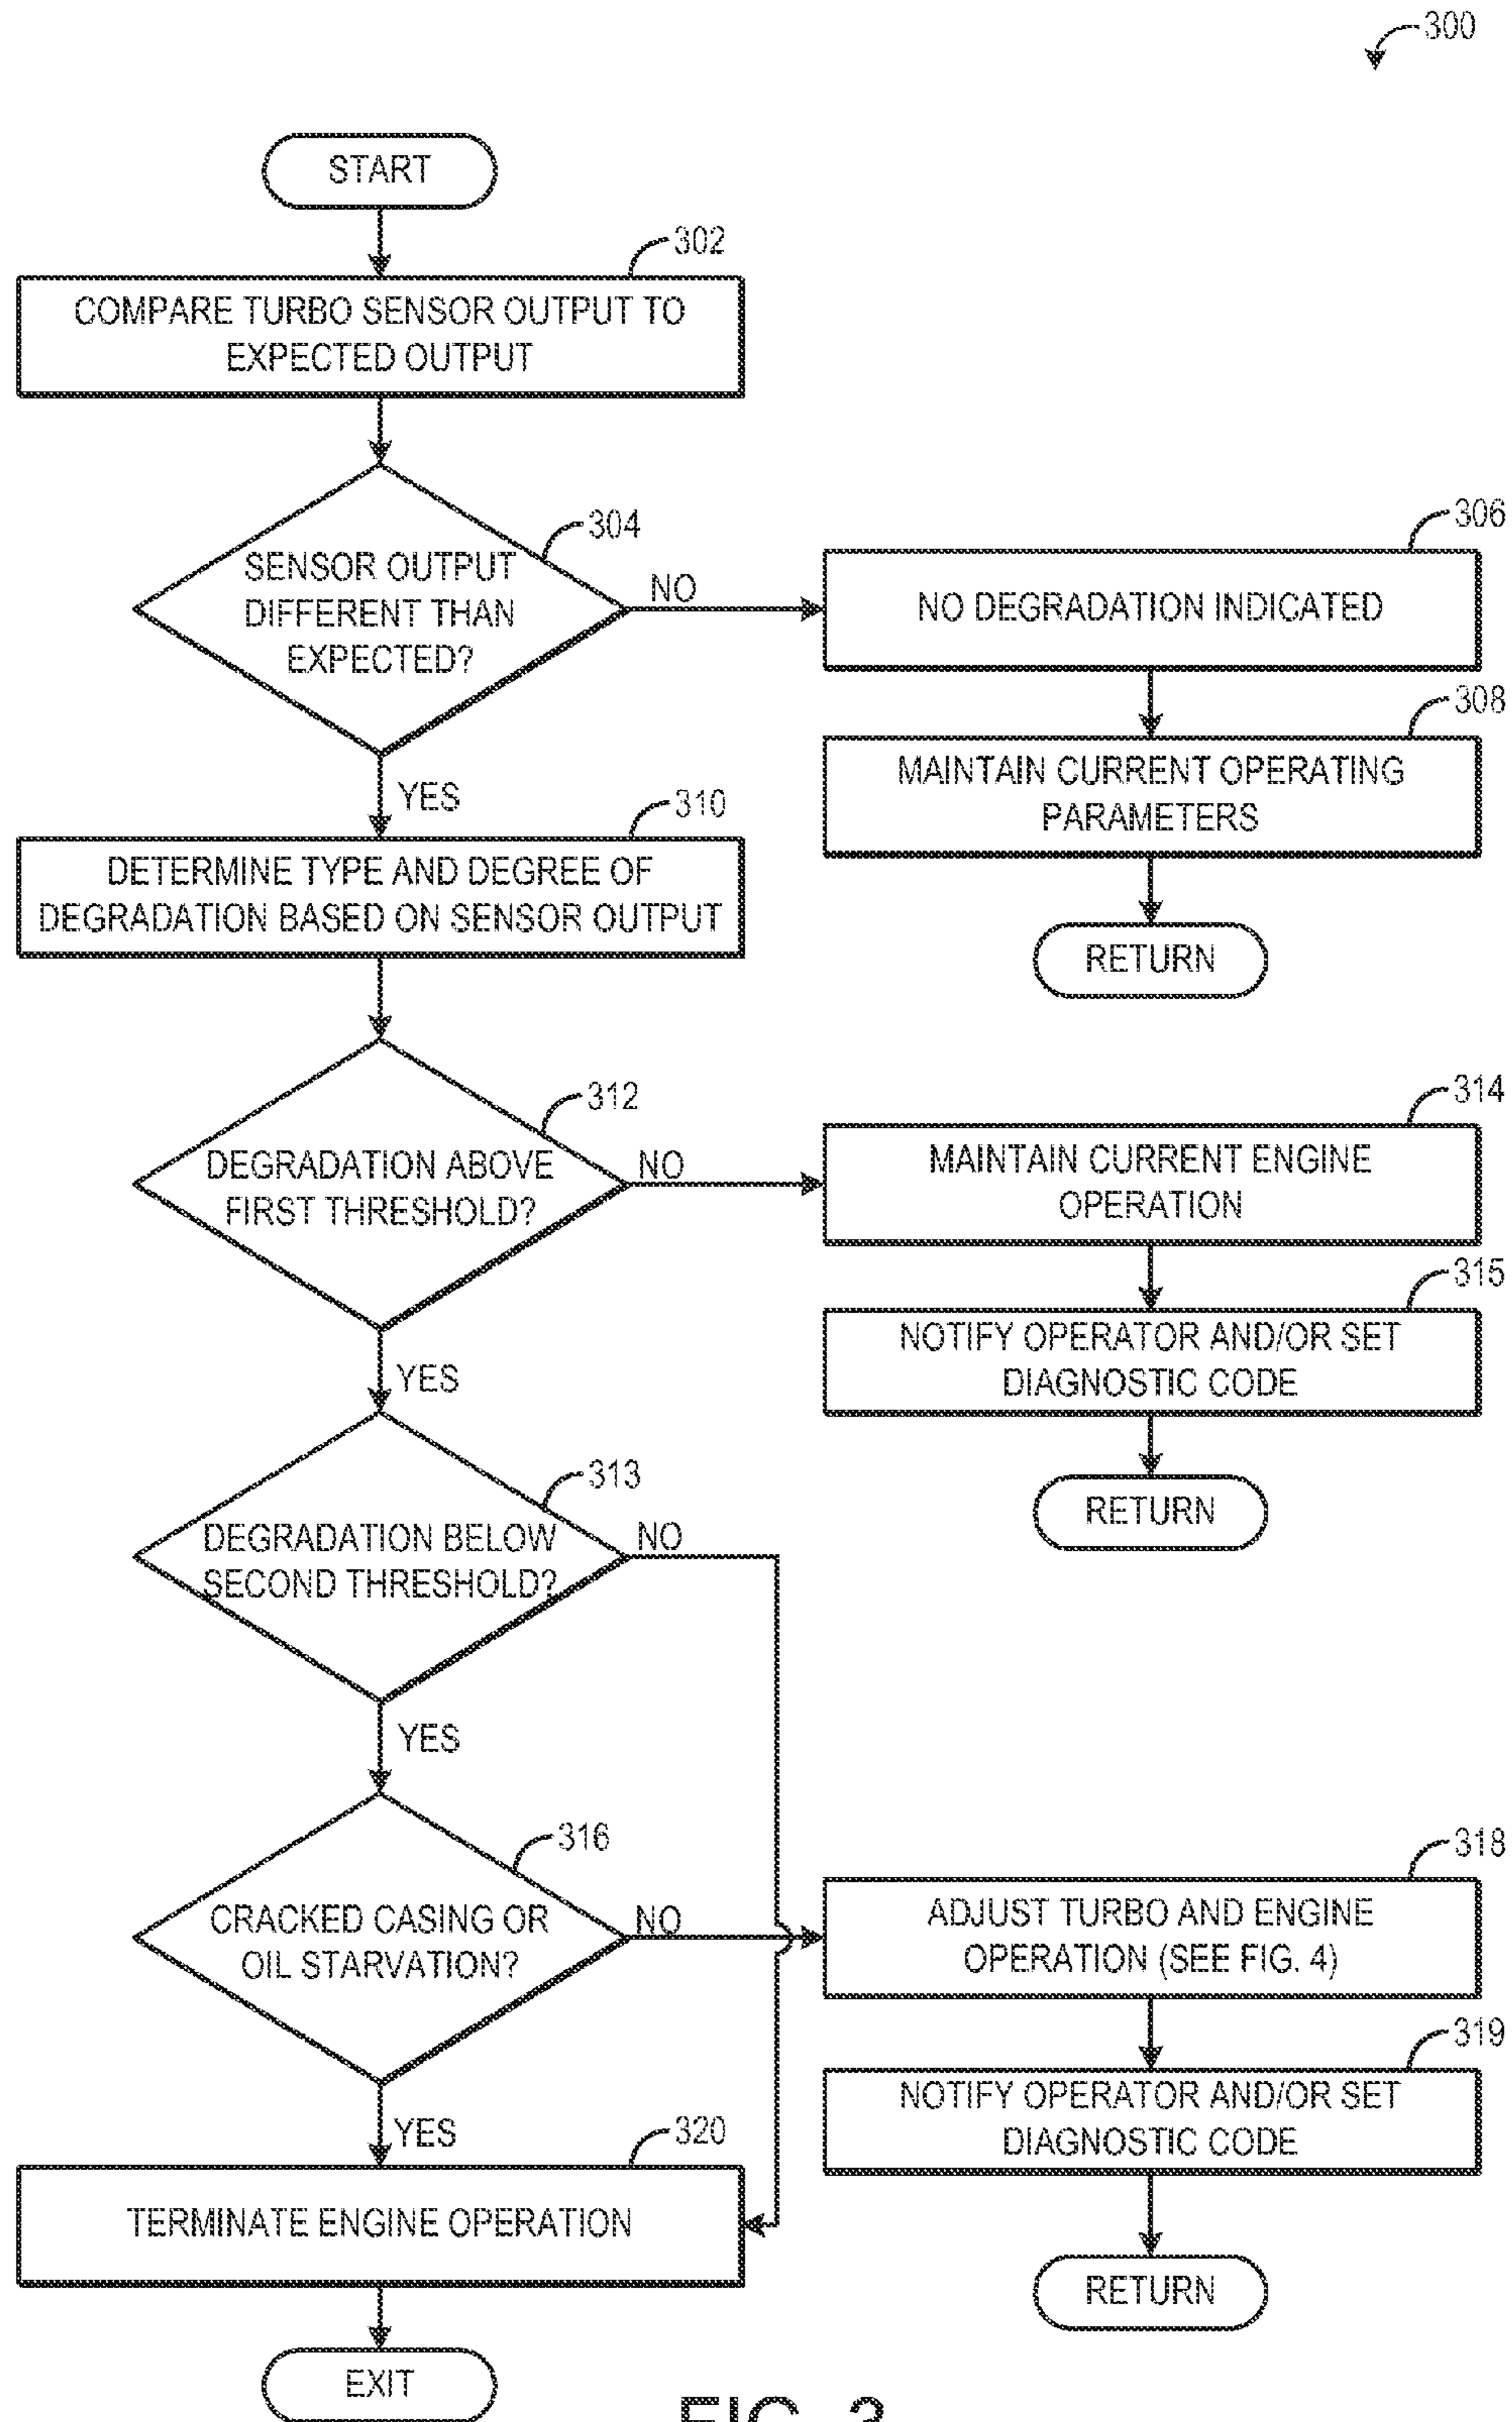 300
START
302
COMPARE TURBO SENSOR OUTPUT TO
EXPECTED OUTPUT
304
SENSOR OUTPUT
DIFFERENT THAN
EXPECTED?
NO
306
NO DEGRADATION INDICATED
308
MAINTAIN CURRENT OPERATING
PARAMETERS
RETURN
YES
310
DETERMINE TYPE AND DEGREE OF
DEGRADATION BASED ON SENSOR OUTPUT
312
DEGRADATION ABOVE
FIRST THRESHOLD?
NO
314
MAINTAIN CURRENT ENGINE
OPERATION
315
NOTIFY OPERATOR AND/OR SET
DIAGNOSTIC CODE
RETURN
YES
313
DEGRADATION BELOW
SECOND THRESHOLD?
NO
YES
316
CRACKED CASING OR
OIL STARVATION?
NO
318
ADJUST TURBO AND ENGINE
OPERATION (SEE FIG. 4)
319
NOTIFY OPERATOR AND/OR SET
DIAGNOSTIC CODE
RETURN
YES
320
TERMINATE ENGINE OPERATION
EXIT
FIG. 3